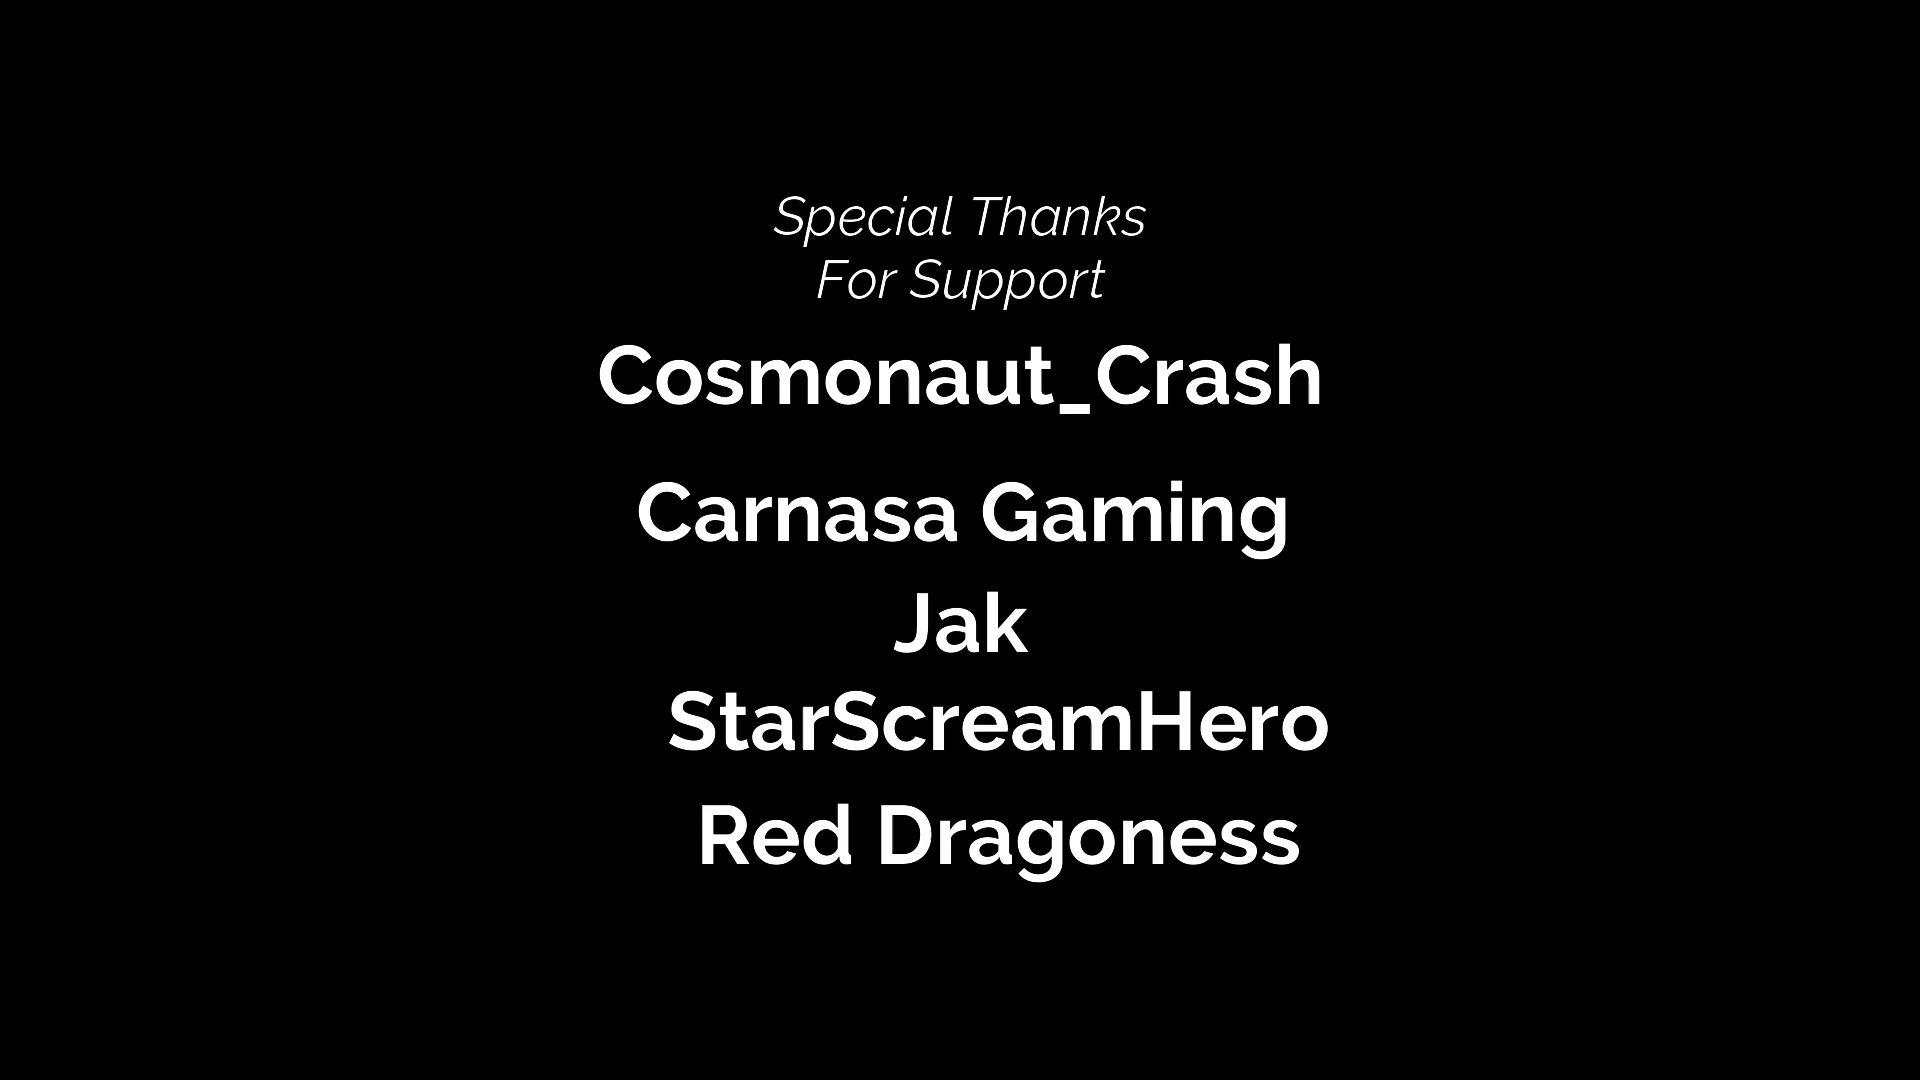 Special Thanks
For Support
Cosmonaut_Crash
Carnasa Gaming
Jak
StarScreamHero
Red Dragoness